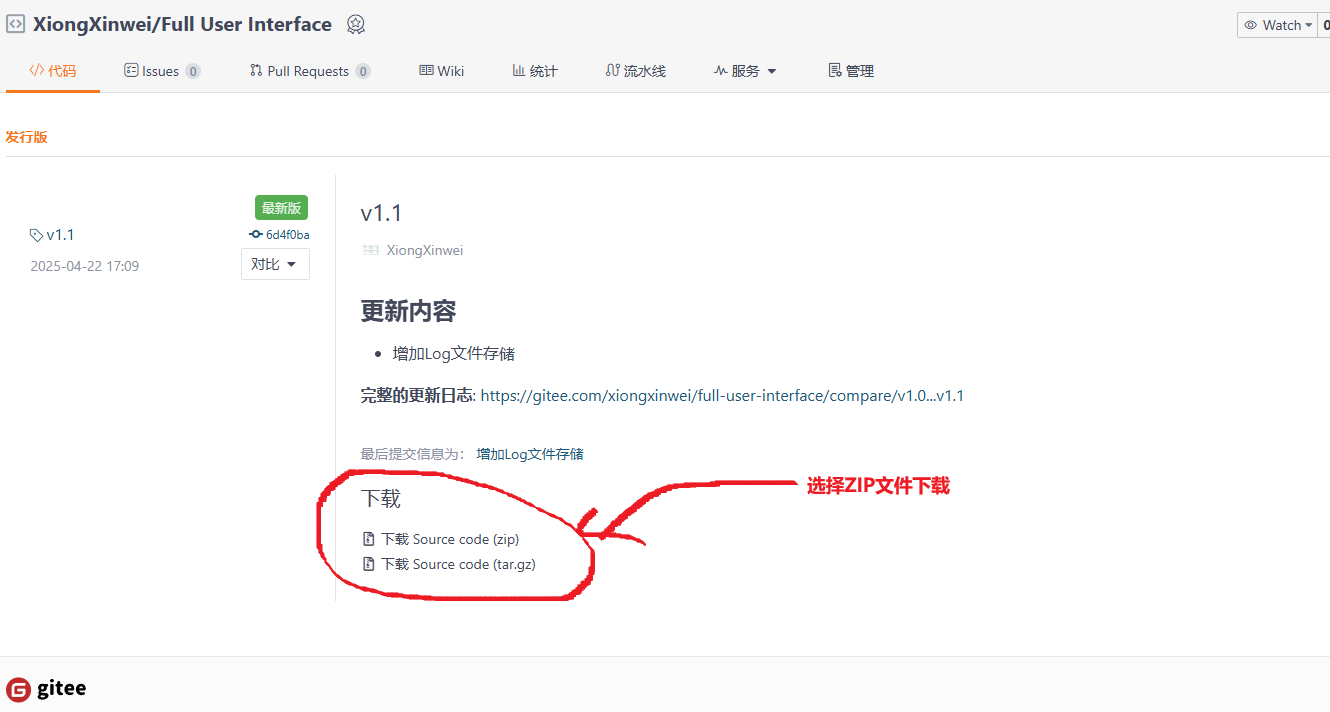 XiongXinwei/Full User Interface
Watch 0
代码 Issues 0 Pull Requests 0 Wiki 统计 流水线 服务 管理
发行版
最新版
v1.1
6d4f0ba
2025-04-22 17:09
对比
v1.1
XiongXinwei
更新内容
增加Log文件存储
完整的更新日志: https://gitee.com/xiongxinwei/full-user-interface/compare/v1.0...v1.1
最后提交信息为: 增加Log文件存储
下载
选择ZIP文件下载
下载 Source code (zip)
下载 Source code (tar.gz)
gitee